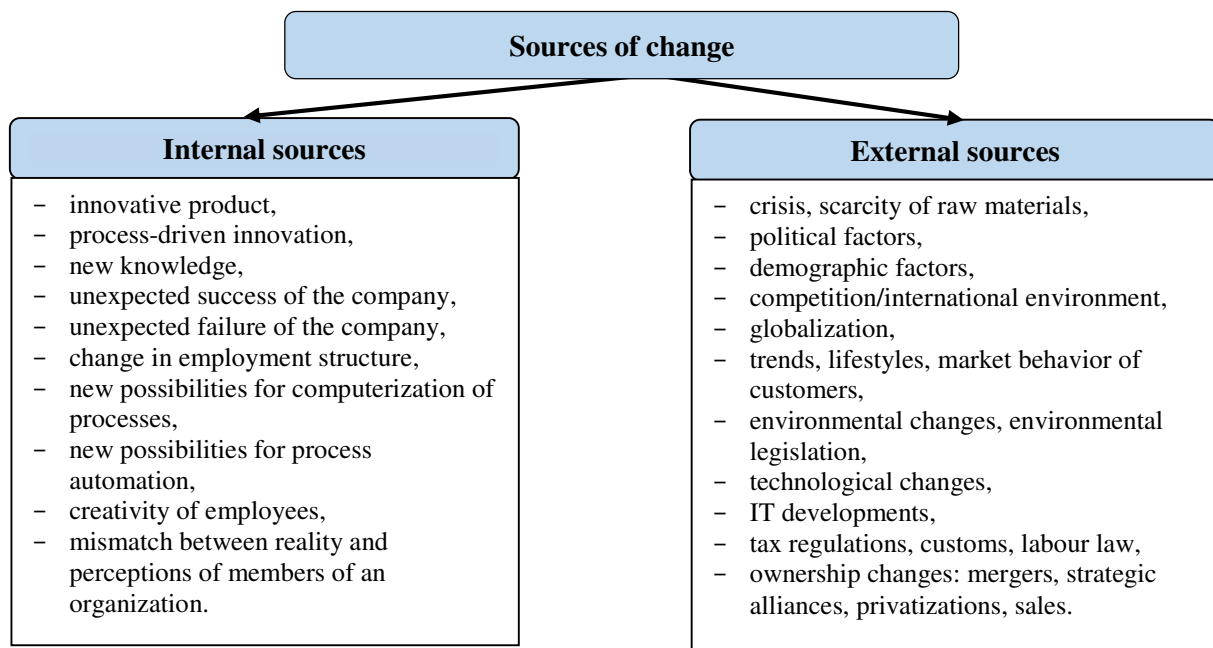 Sources of change
Internal sources
- innovative product,
- process-driven innovation,
- new knowledge,
- unexpected success of the company,
- unexpected failure of the company,
- change in employment structure,
- new possibilities for computerization of
processes,
- new possibilities for process
automation,
- creativity of employees,
- mismatch between reality and
perceptions of members of an
organization.
External sources
- crisis, scarcity of raw materials,
- political factors,
- demographic factors,
- competition/international environment,
- globalization,
- trends, lifestyles, market behavior of
customers,
- environmental changes, environmental
legislation,
- technological changes,
- IT developments,
- tax regulations, customs, labour law,
- ownership changes: mergers, strategic
alliances, privatizations, sales.